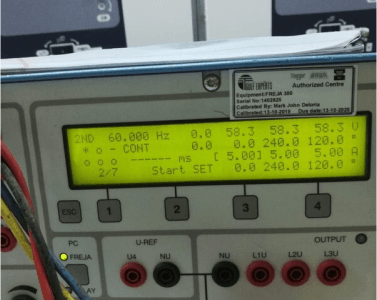 Authorized Centre
Equipment:FREJA 300
Serial No:1402025
Calibrated By: Mark John Deloria
2ND 60.000 Hz 0.0 58.3 58.3 58.3 U
CONT 0.0 0.0 240.0 120.0 °
------ ms [ 5.00] 5.00 5.00 A
2/7 Start SET 0.0 0.0 240.0 120.0 °
ESC 1 2 3 4
PC
FREJA
U-REF
U4 NU
OUTPUT
NU L1U L2U L3U